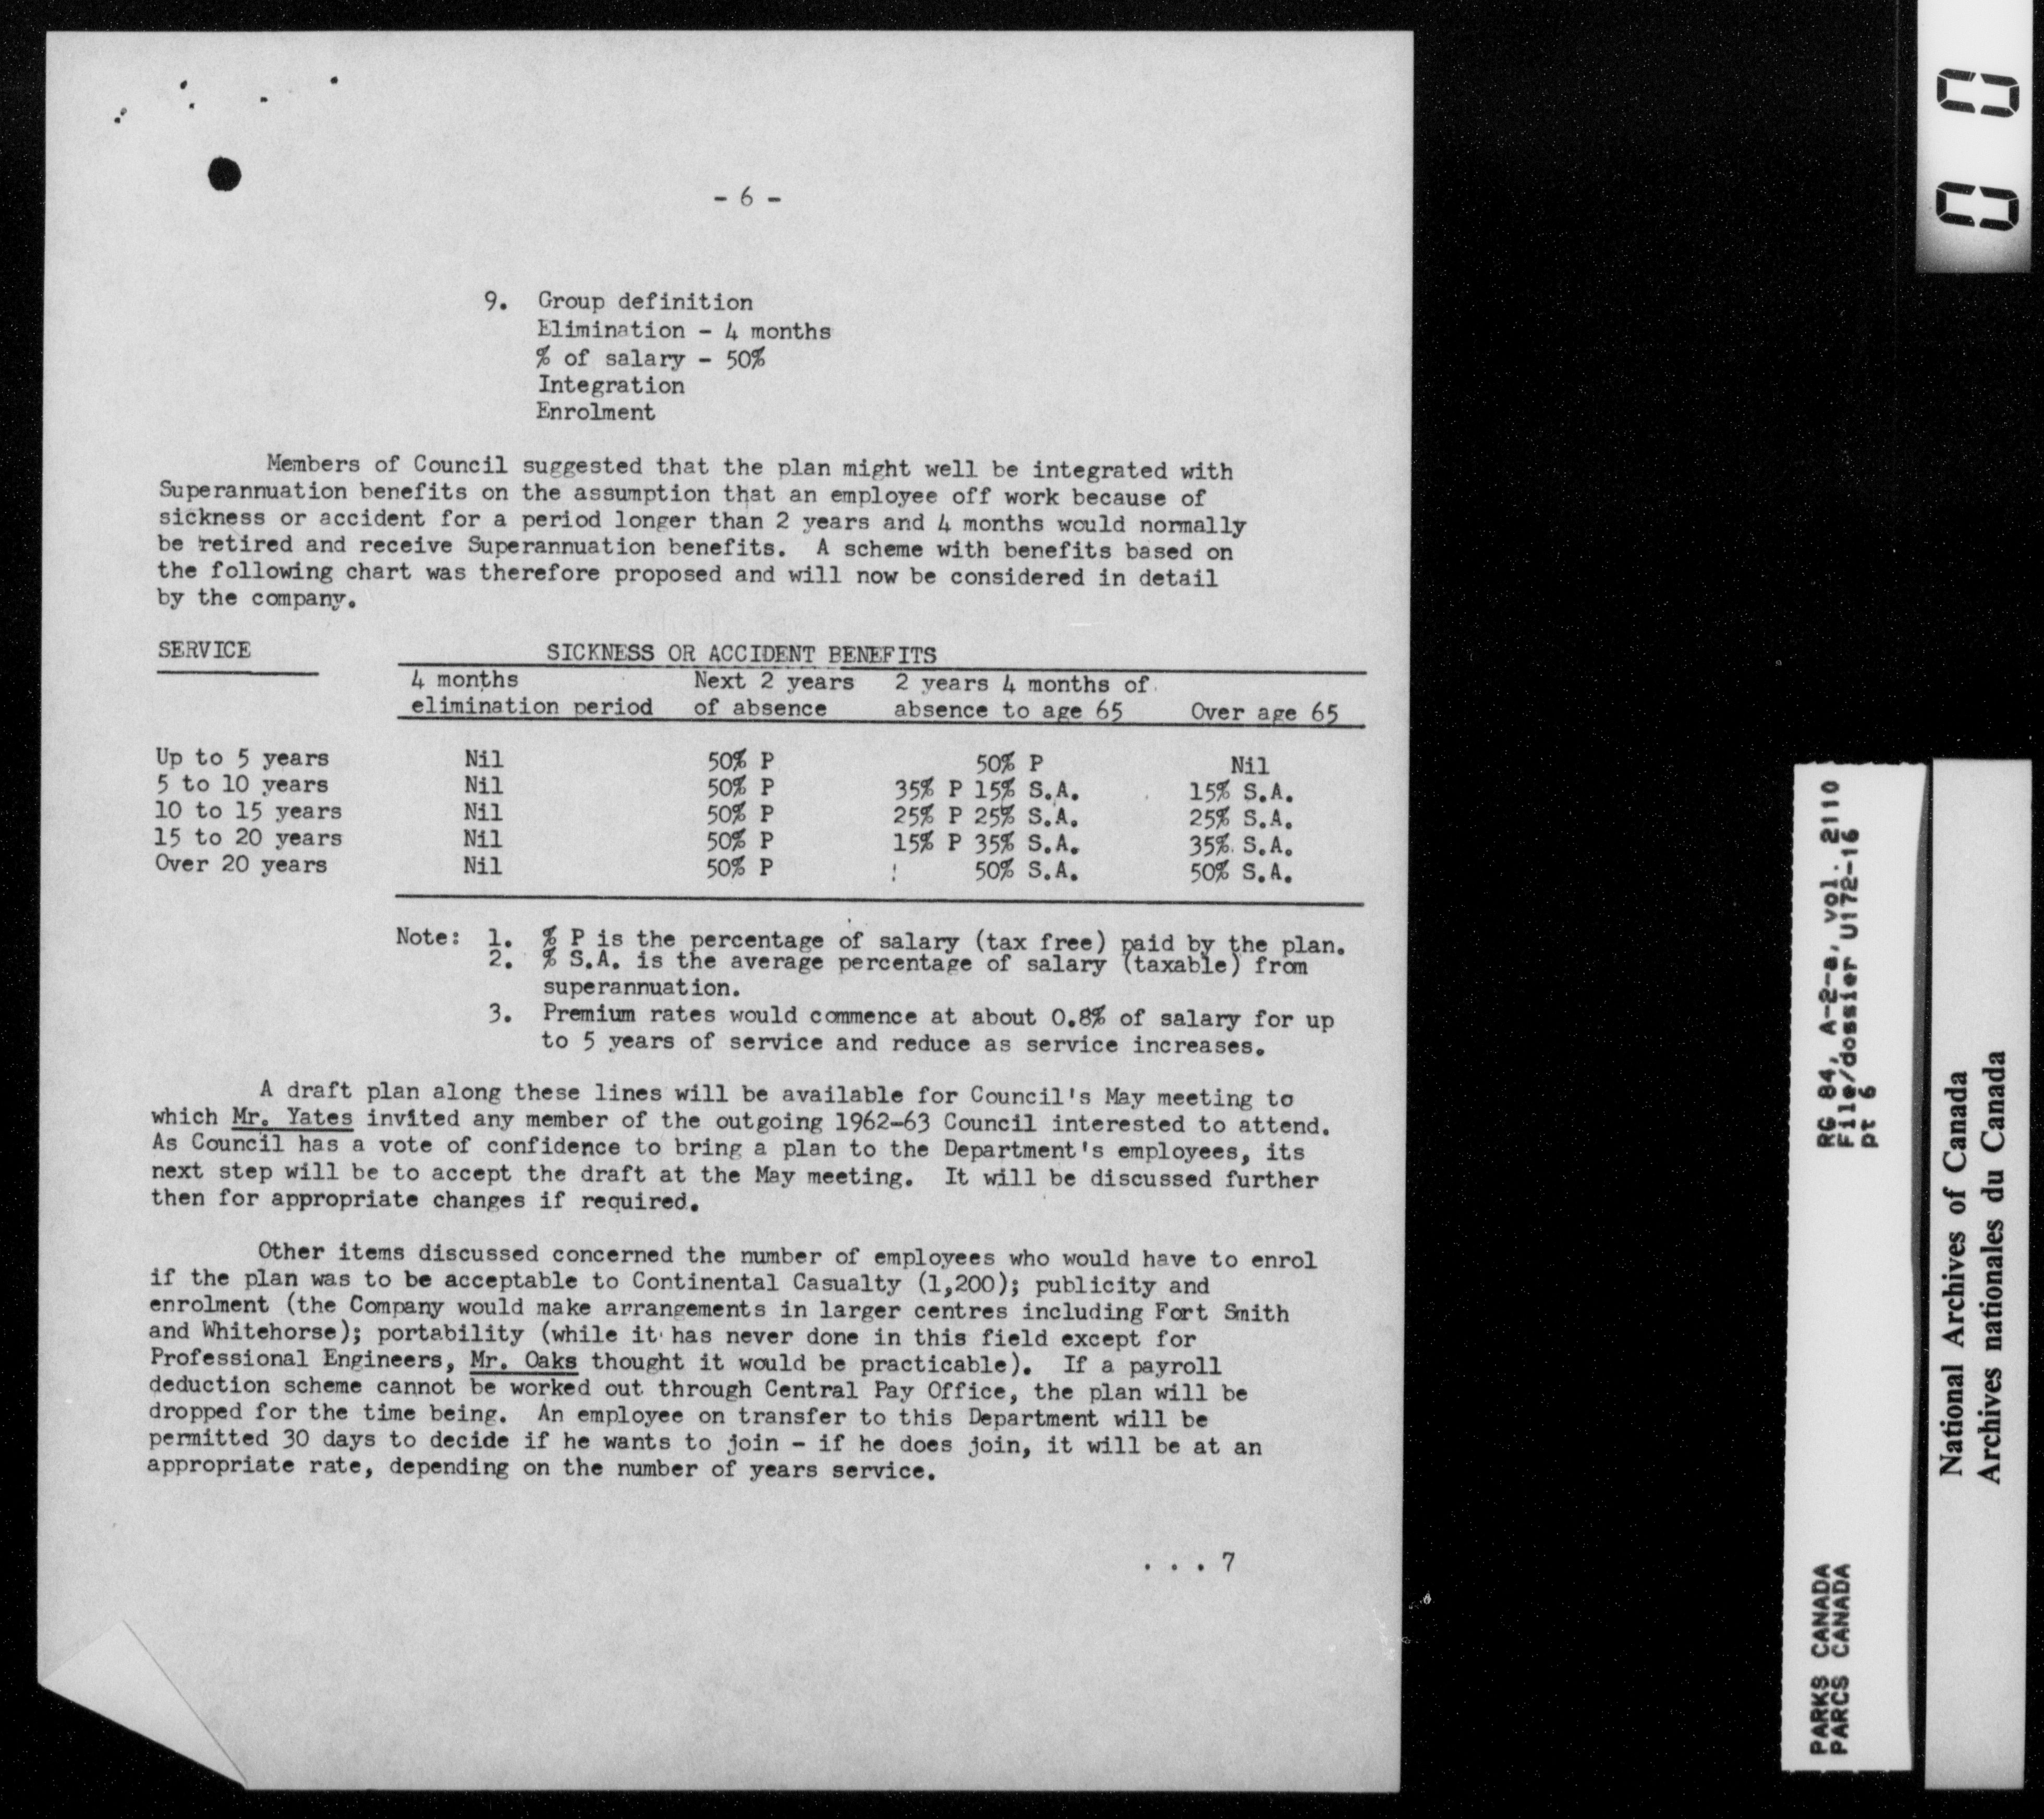 - 6 -
9. Group definition
Elimination - 4 months
% of salary - 50%
Integration
Enrolment
Members of Council suggested that the plan might well be integrated with
Superannuation benefits on the assumption that an employee off work because of
sickness or accident for a period longer than 2 years and 4 months would normally
be retired and receive Superannuation benefits. A scheme with benefits based on
the following chart was therefore proposed and will now be considered in detail
by the company.
SERVICE SICKNESS OR ACCIDENT BENEFITS
4 months Next 2 years 2 years 4 months of
elimination period of absence absence to age 65 Over age 65
Up to 5 years Nil 50% P 50% P Nil
5 to 10 years Nil 50% P 35% P 15% S.A. 15% S.A.
10 to 15 years Nil 50% P 25% P 25% S.A. 25% S.A.
15 to 20 years Nil 50% P 15% P 35% S.A. 35% S.A.
Over 20 years Nil 50% P 50% S.A. 50% S.A.
Note: 1. % P is the percentage of salary (tax free) paid by the plan.
2. % S.A. is the average percentage of salary (taxable) from
superannuation.
3. Premium rates would commence at about 0.8% of salary for up
to 5 years of service and reduce as service increases.
A draft plan along these lines will be available for Council's May meeting to
which Mr. Yates invited any member of the outgoing 1962-63 Council interested to attend.
As Council has a vote of confidence to bring a plan to the Department's employees, its
next step will be to accept the draft at the May meeting. It will be discussed further
then for appropriate changes if required.
Other items discussed concerned the number of employees who would have to enrol
if the plan was to be acceptable to Continental Casualty (1,200); publicity and
enrolment (the Company would make arrangements in larger centres including Fort Smith
and Whitehorse); portability (while it has never done in this field except for
Professional Engineers, Mr. Oaks thought it would be practicable). If a payroll
deduction scheme cannot be worked out through Central Pay Office, the plan will be
dropped for the time being. An employee on transfer to this Department will be
permitted 30 days to decide if he wants to join - if he does join, it will be at an
appropriate rate, depending on the number of years service.
. . . 7
00
RG 84, A-2-a, vol. 2110
File/dossier U172-16
pt 6
PARKS CANADA
PARCS CANADA
National Archives of Canada
Archives nationales du Canada